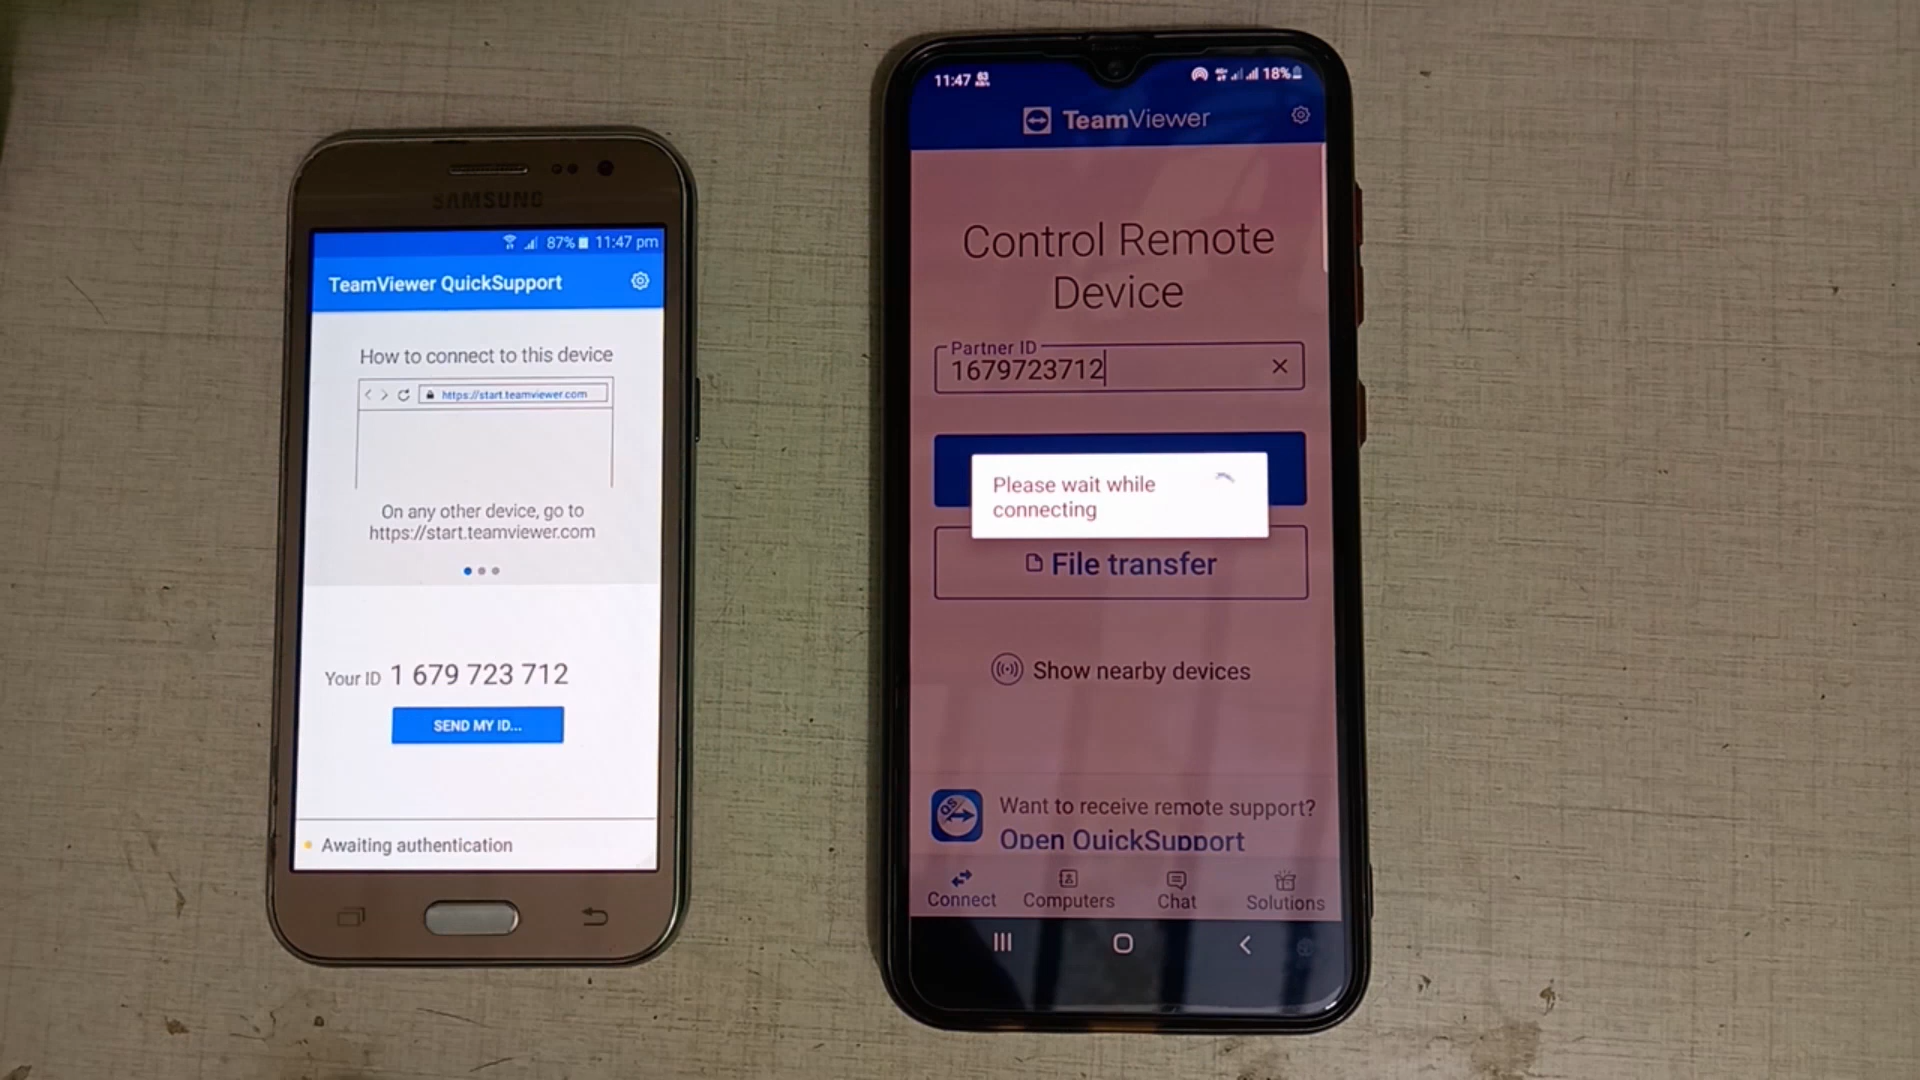 SAMSUNG
87% 11:47 pm
TeamViewer QuickSupport
How to connect to this device
https://start.teamviewer.com
On any other device, go to
https://start.teamviewer.com
Your ID 1 679 723 712
SEND MY ID...
Awaiting authentication
11:47
18%
TeamViewer
Control Remote
Device
Partner ID
1679723712
Please wait while
connecting
File transfer
Show nearby devices
QS
Want to receive remote support?
Open QuickSupport
Connect Computers Chat Solutions